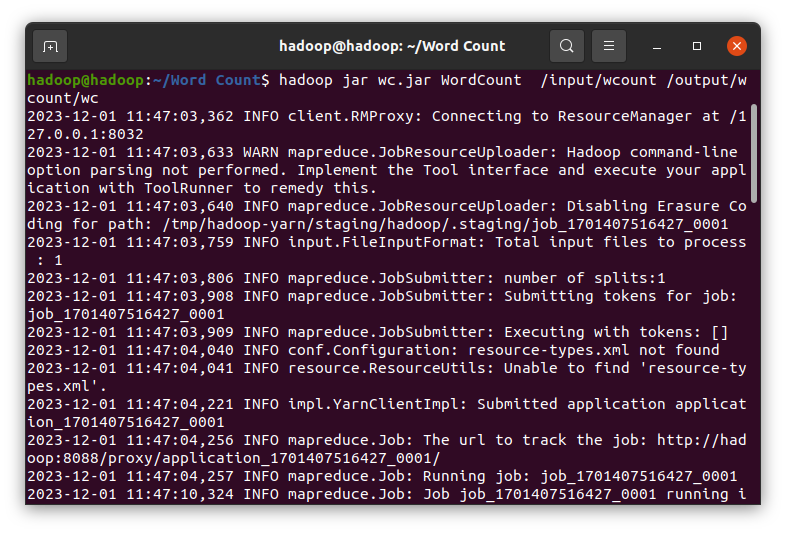 hadoop@hadoop: ~/Word Count
hadoop@hadoop:~/Word Count$ hadoop jar wc.jar WordCount  /input/wcount /output/w
count/wc
2023-12-01 11:47:03,362 INFO client.RMProxy: Connecting to ResourceManager at /1
27.0.0.1:8032
2023-12-01 11:47:03,633 WARN mapreduce.JobResourceUploader: Hadoop command-line
option parsing not performed. Implement the Tool interface and execute your appl
ication with ToolRunner to remedy this.
2023-12-01 11:47:03,640 INFO mapreduce.JobResourceUploader: Disabling Erasure Co
ding for path: /tmp/hadoop-yarn/staging/hadoop/.staging/job_1701407516427_0001
2023-12-01 11:47:03,759 INFO input.FileInputFormat: Total input files to process
 : 1
2023-12-01 11:47:03,806 INFO mapreduce.JobSubmitter: number of splits:1
2023-12-01 11:47:03,908 INFO mapreduce.JobSubmitter: Submitting tokens for job:
job_1701407516427_0001
2023-12-01 11:47:03,909 INFO mapreduce.JobSubmitter: Executing with tokens: []
2023-12-01 11:47:04,040 INFO conf.Configuration: resource-types.xml not found
2023-12-01 11:47:04,041 INFO resource.ResourceUtils: Unable to find 'resource-ty
pes.xml'.
2023-12-01 11:47:04,221 INFO impl.YarnClientImpl: Submitted application applicat
ion_1701407516427_0001
2023-12-01 11:47:04,256 INFO mapreduce.Job: The url to track the job: http://had
oop:8088/proxy/application_1701407516427_0001/
2023-12-01 11:47:04,257 INFO mapreduce.Job: Running job: job_1701407516427_0001
2023-12-01 11:47:10,324 INFO mapreduce.Job: Job job_1701407516427_0001 running i